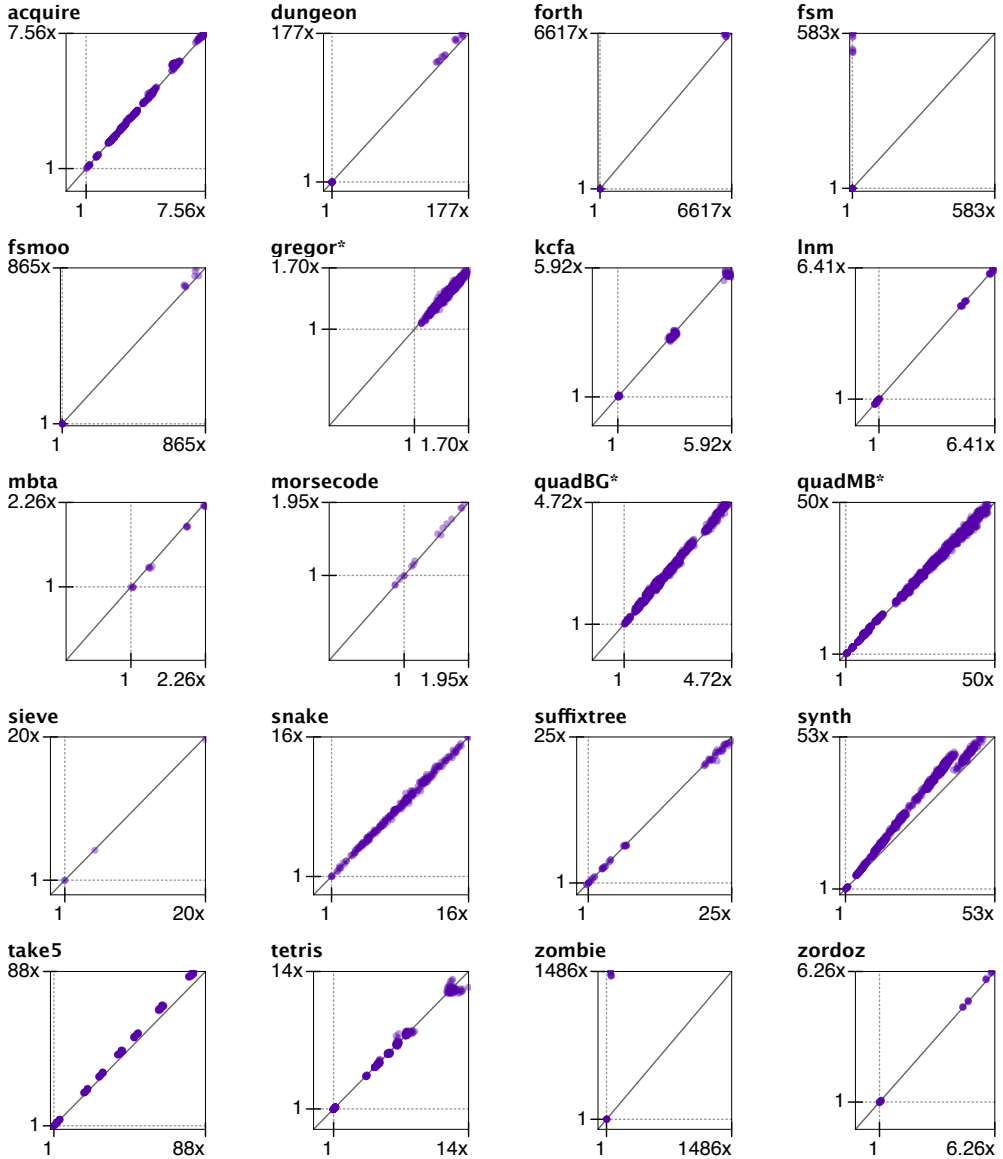 acquire dungeon forth fsm
7.56x 177x 6617x 583x
1 1 1 1
1 7.56x 1 177x 1 6617x 1 583x
fsmoo gregor* kcfa lnm
865x 1.70x 5.92x 6.41x
1 1 1 1
1 865x 1 1.70x 1 5.92x 1 6.41x
mbta morsecode quadBG* quadMB*
2.26x 1.95x 4.72x 50x
1 1 1 1
1 2.26x 1 1.95x 1 4.72x 1 50x
sieve snake suffixtree synth
20x 16x 25x 53x
1 1 1 1
1 20x 1 16x 1 25x 1 53x
take5 tetris zombie zordoz
88x 14x 1486x 6.26x
1 1 1 1
1 88x 1 14x 1 1486x 1 6.26x